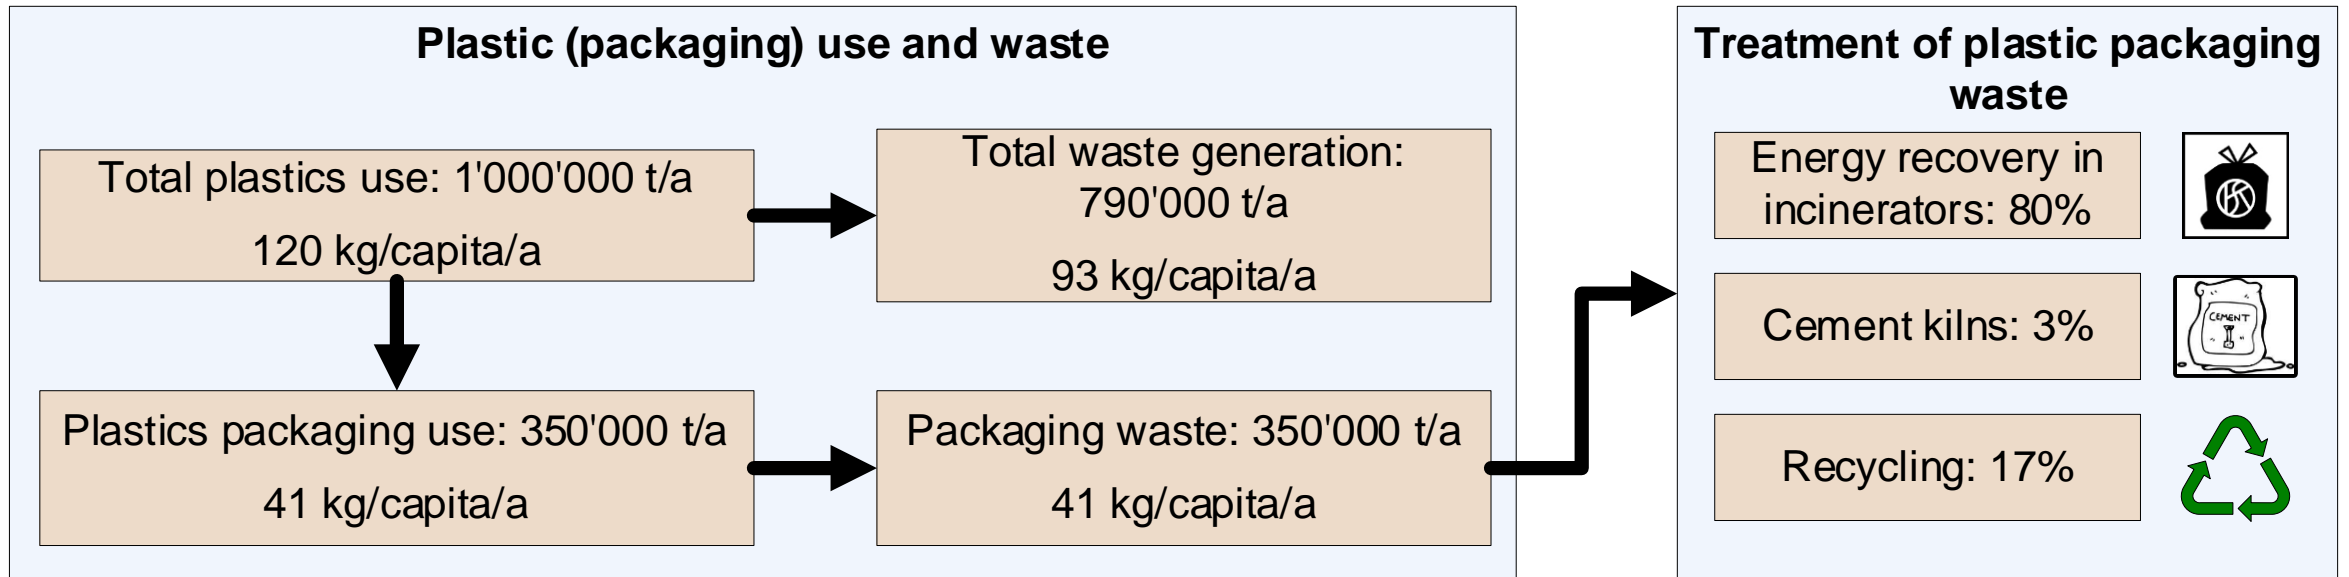 Plastic (packaging) use and waste
Total plastics use: 1'000'000 t/a
120 kg/capita/a
Total waste generation:
790'000 t/a
93 kg/capita/a
Plastics packaging use: 350'000 t/a
41 kg/capita/a
Packaging waste: 350'000 t/a
41 kg/capita/a
Treatment of plastic packaging
waste
Energy recovery in
incinerators: 80%
Cement kilns: 3%
CEMENT
Recycling: 17%